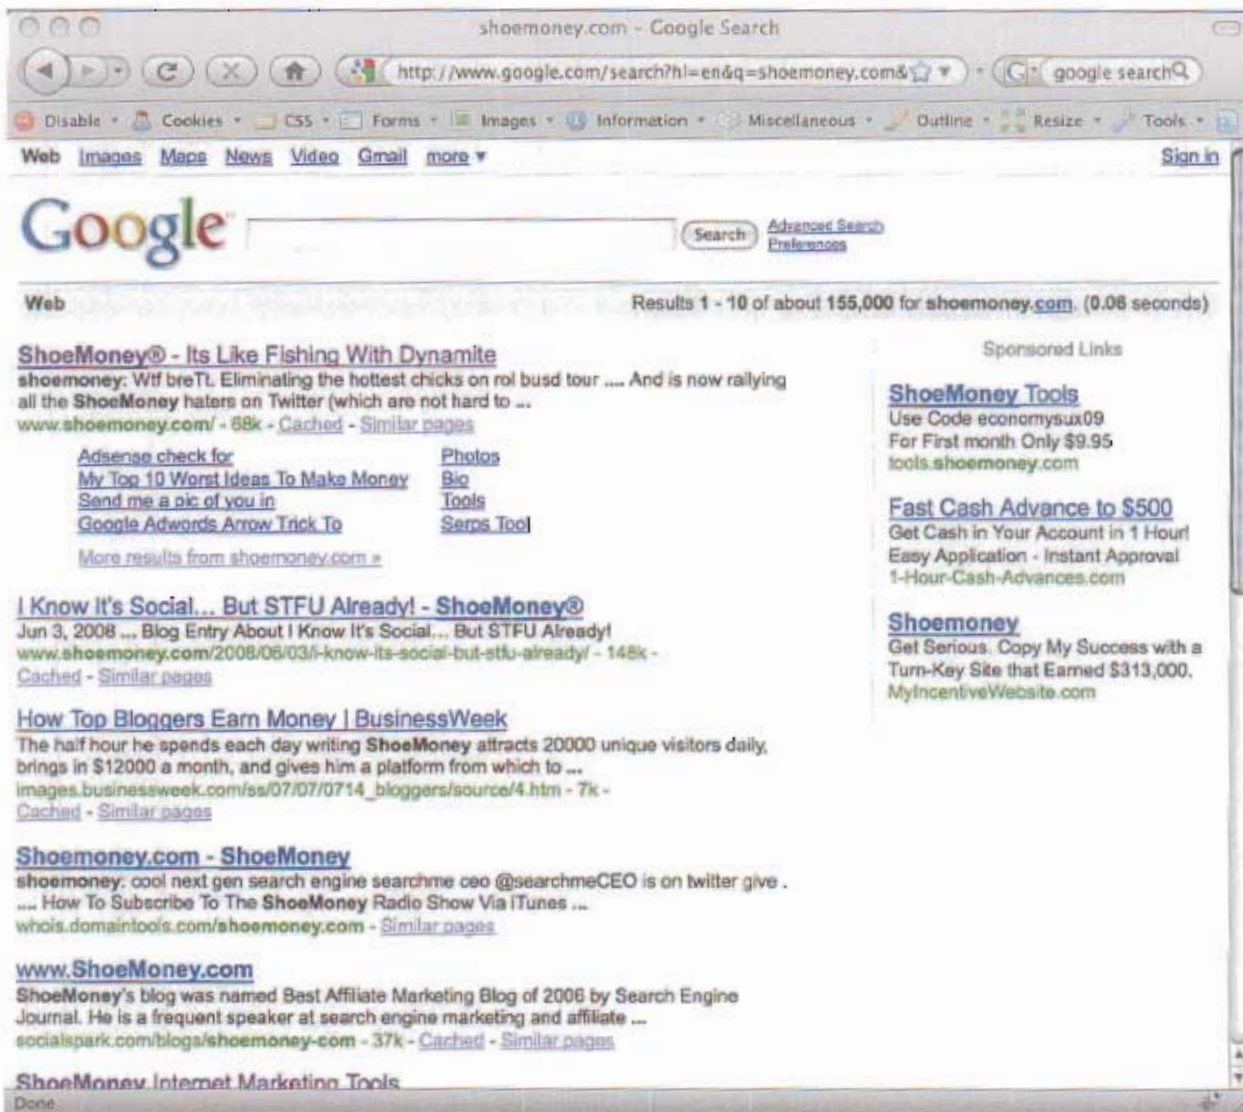 shoemoney.com - Google Search
http://www.google.com/search?hl=en&q=shoemoney.com& google search
Disable Cookies CSS Forms Images Information Miscellaneous Outline Resize Tools
Web Images Maps News Video Gmail more Sign in
Google Search Advanced Search
Preferences
Web Results 1 - 10 of about 155,000 for shoemoney.com. (0.06 seconds)
ShoeMoney® - Its Like Fishing With Dynamite
shoemoney: Wtf breTt. Eliminating the hottest chicks on rol busd tour .... And is now rallying
all the ShoeMoney haters on Twitter (which are not hard to ...
www.shoemoney.com/ - 68k - Cached - Similar pages
Adsense check for Photos
My Top 10 Worst Ideas To Make Money Bio
Send me a pic of you in Tools
Google Adwords Arrow Trick To Serps Tool
More results from shoemoney.com »
I Know It's Social... But STFU Already! - ShoeMoney®
Jun 3, 2008 ... Blog Entry About I Know It's Social... But STFU Already!
www.shoemoney.com/2008/06/03/i-know-its-social-but-stfu-already/ - 148k -
Cached - Similar pages
How Top Bloggers Earn Money | BusinessWeek
The half hour he spends each day writing ShoeMoney attracts 20000 unique visitors daily,
brings in $12000 a month, and gives him a platform from which to ...
images.businessweek.com/ss/07/07/0714_bloggers/source/4.htm - 7k -
Cached - Similar pages
Shoemoney.com - ShoeMoney
shoemoney: cool next gen search engine searchme ceo @searchmeCEO is on twitter give .
.... How To Subscribe To The ShoeMoney Radio Show Via iTunes ...
whois.domaintools.com/shoemoney.com - Similar pages
www.ShoeMoney.com
ShoeMoney's blog was named Best Affiliate Marketing Blog of 2006 by Search Engine
Journal. He is a frequent speaker at search engine marketing and affiliate ...
socialspark.com/blogs/shoemoney-com - 37k - Cached - Similar pages
ShoeMoney Internet Marketing Tools
Sponsored Links
ShoeMoney Tools
Use Code economysux09
For First month Only $9.95
tools.shoemoney.com
Fast Cash Advance to $500
Get Cash in Your Account in 1 Hour!
Easy Application - Instant Approval
1-Hour-Cash-Advances.com
Shoemoney
Get Serious. Copy My Success with a
Turn-Key Site that Earned $313,000.
MyIncentiveWebsite.com
Done